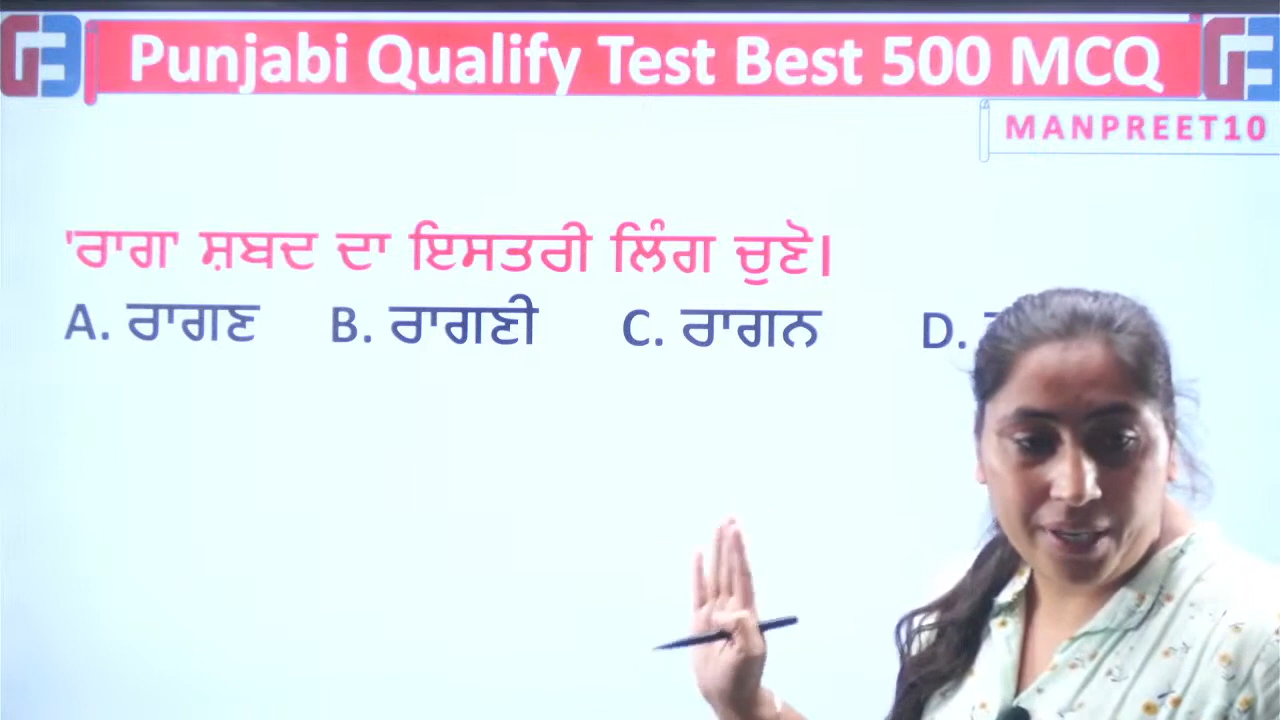 Punjabi Qualify Test Best 500 MCQ
MANPREET10
'ਰਾਗ' ਸ਼ਬਦ ਦਾ ਇਸਤਰੀ ਲਿੰਗ ਚੁਣੋ।
A. ਰਾਗਣ B. ਰਾਗਣੀ C. ਰਾਗਨ D.